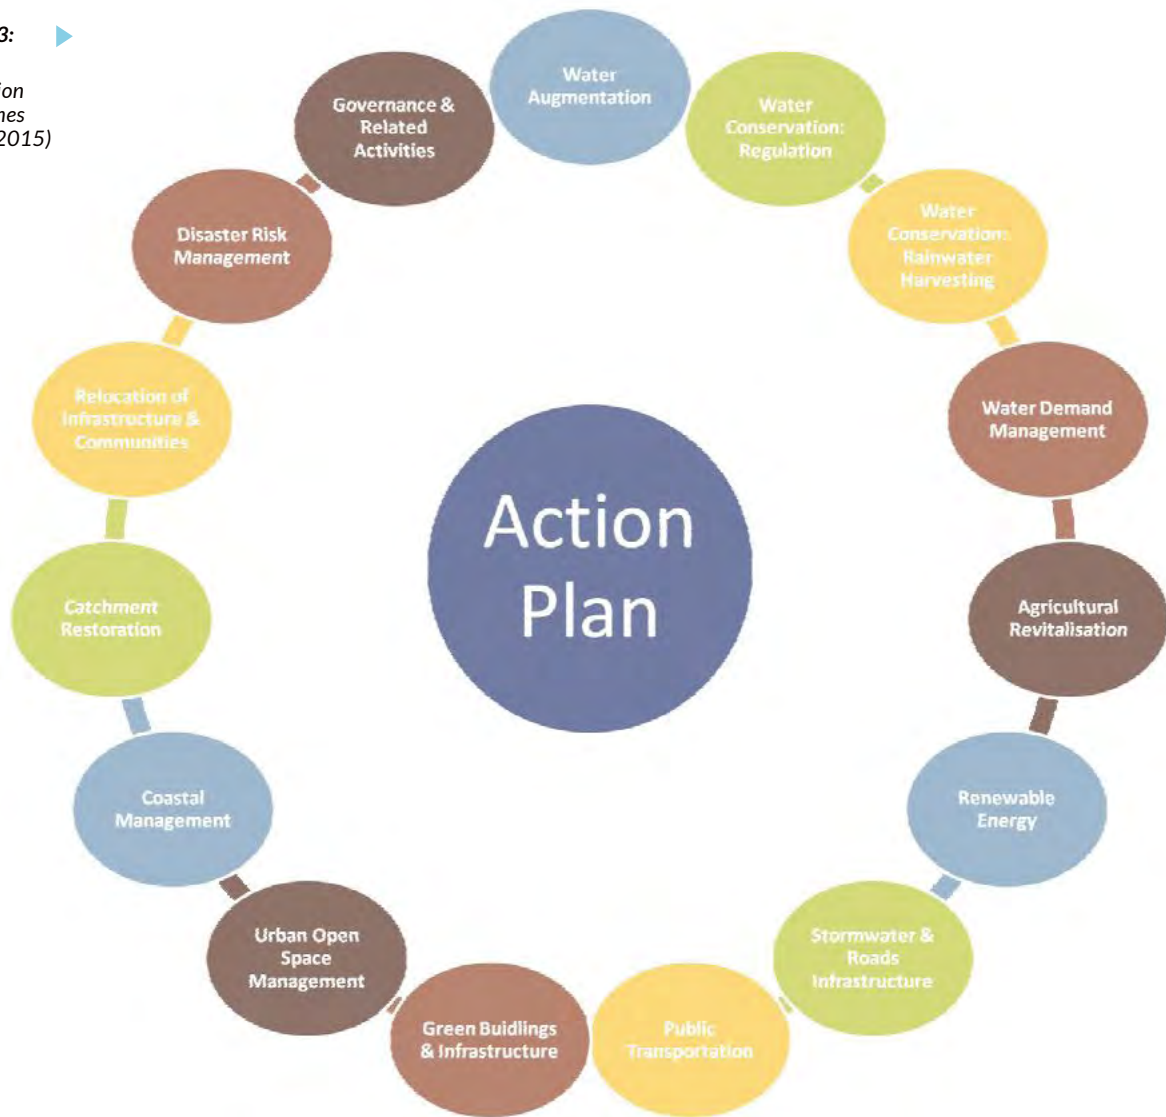 3:
2015)
Water
Augmentation
Water
Conservation:
Regulation
Water
Conservation:
Rainwater
Harvesting
Water Demand
Management
Agricultural
Revitalisation
Renewable
Energy
Stormwater &
Roads
Infrastructure
Public
Transportation
Green Buidlings
& Infrastructure
Urban Open
Space
Management
Coastal
Management
Catchment
Restoration
Relocation of
Infrastructure &
Communities
Disaster Risk
Management
Governance &
Related
Activities
Action
Plan